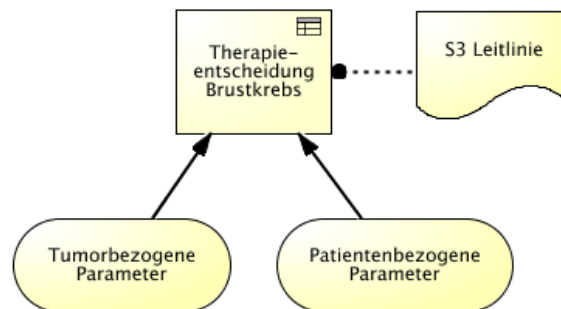 Therapie-
entscheidung
Brustkrebs
S3 Leitlinie
Tumorbezogene
Parameter
Patientenbezogene
Parameter